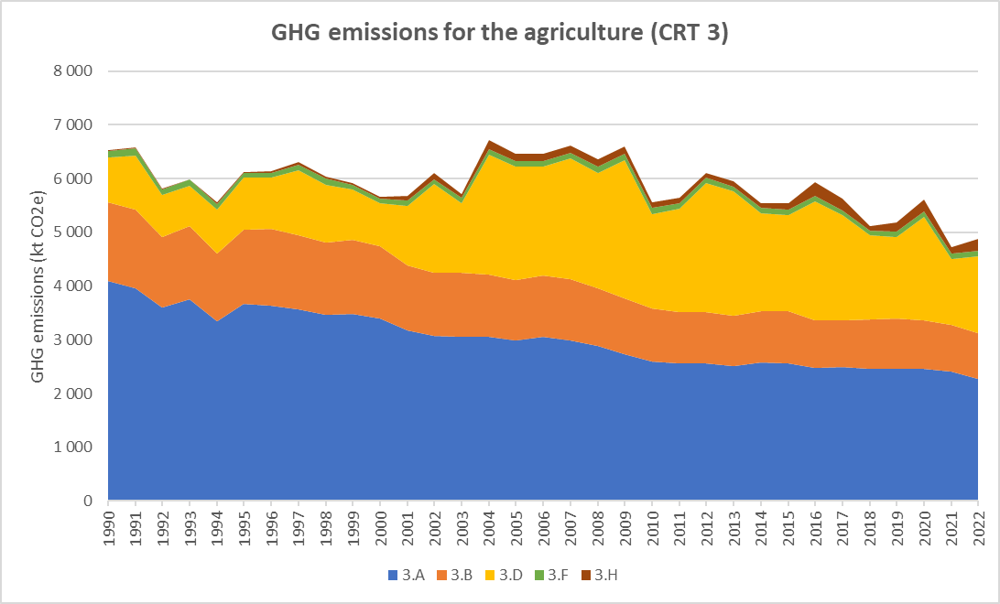 GHG emissions for the agriculture (CRT 3)
GHG emissions (kt CO2e)
8 000
7 000
6 000
5 000
4 000
3 000
2 000
1 000
0
1990 1991 1992 1993 1994 1995 1996 1997 1998 1999 2000 2001 2002 2003 2004 2005 2006 2007 2008 2009 2010 2011 2012 2013 2014 2015 2016 2017 2018 2019 2020 2021 2022
3.A 3.B 3.D 3.F 3.H